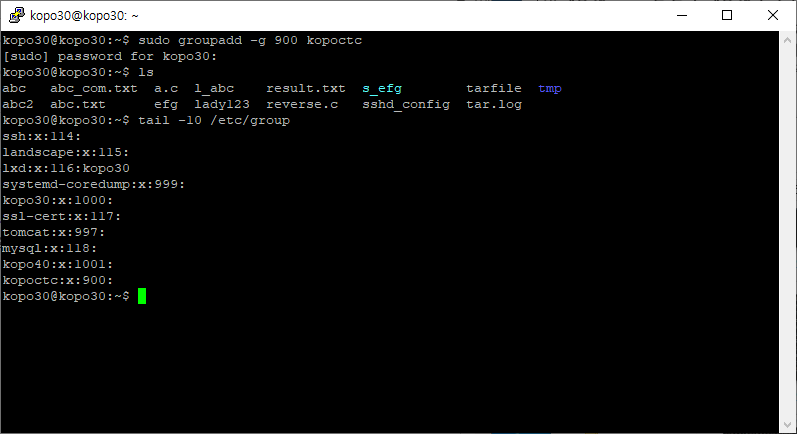 kopo30@kopo30: ~
kopo30@kopo30:~$ sudo groupadd -g 900 kopoctc
[sudo] password for kopo30:
kopo30@kopo30:~$ ls
abc   abc_com.txt  a.c  l_abc    result.txt  s_efg        tarfile  tmp
abc2  abc.txt      efg  lady123  reverse.c   sshd_config  tar.log
kopo30@kopo30:~$ tail -10 /etc/group
ssh:x:114:
landscape:x:115:
lxd:x:116:kopo30
systemd-coredump:x:999:
kopo30:x:1000:
ssl-cert:x:117:
tomcat:x:997:
mysql:x:118:
kopo40:x:1001:
kopoctc:x:900:
kopo30@kopo30:~$